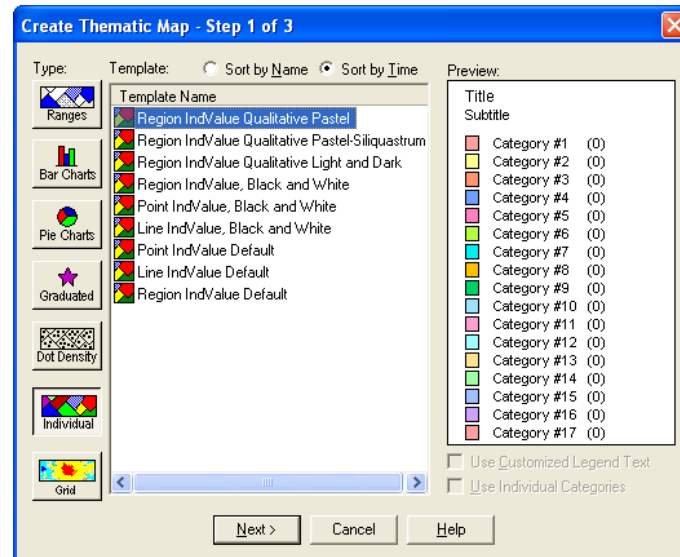 Create Thematic Map - Step 1 of 3
Type:
Ranges
Bar Charts
Pie Charts
Graduated
Dot Density
Individual
Grid
Template:
Sort by Name
Sort by Time
Template Name
Region IndValue Qualitative Pastel
Region IndValue Qualitative Pastel-Siliquastrum
Region IndValue Qualitative Light and Dark
Region IndValue, Black and White
Point IndValue, Black and White
Line IndValue, Black and White
Point IndValue Default
Line IndValue Default
Region IndValue Default
Preview:
Title
Subtitle
Category #1 (0)
Category #2 (0)
Category #3 (0)
Category #4 (0)
Category #5 (0)
Category #6 (0)
Category #7 (0)
Category #8 (0)
Category #9 (0)
Category #10 (0)
Category #11 (0)
Category #12 (0)
Category #13 (0)
Category #14 (0)
Category #15 (0)
Category #16 (0)
Category #17 (0)
Use Customized Legend Text
Use Individual Categories
Next >
Cancel
Help